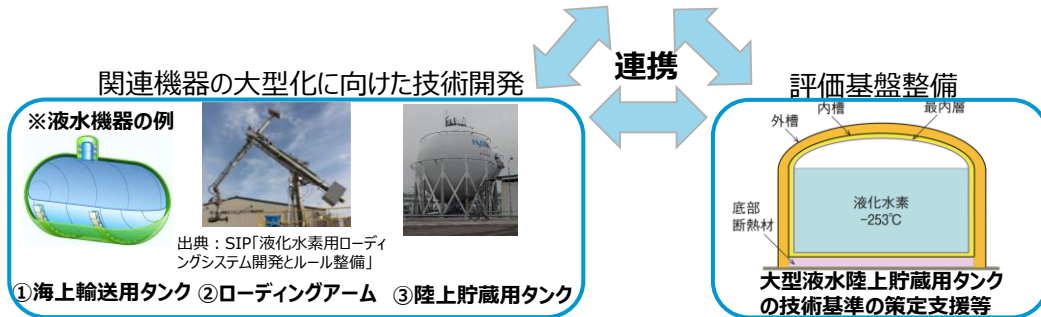 連携
関連機器の大型化に向けた技術開発
※液水機器の例
出典：SIP「液化水素用ローディ
ングシステム開発とルール整備」
①海上輸送用タンク
②ローディングアーム
③陸上貯蔵用タンク
評価基盤整備
外槽
内槽
最内層
液化水素
-253℃
底部
断熱材
大型液水陸上貯蔵用タンク
の技術基準の策定支援等